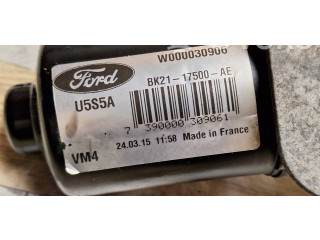 W000030906
Ford
BK21-17500-AE
U5S5A
7 390000 309061
24.03.15 11:58 Made in France
VM4